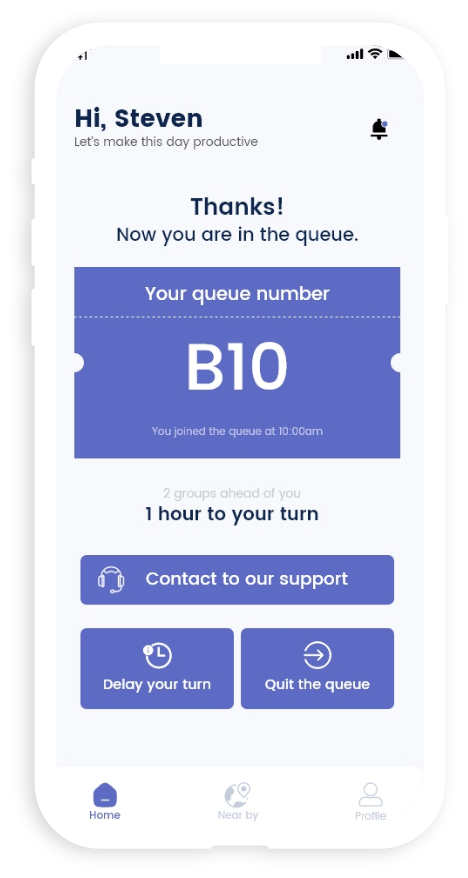 Hi, Steven
Let's make this day productive
Thanks!
Now you are in the queue.
Your queue number
B10
You joined the queue at 10:00am
2 groups ahead of you
1 hour to your turn
Contact to our support
Delay your turn
Quit the queue
Home
Near by
Profile